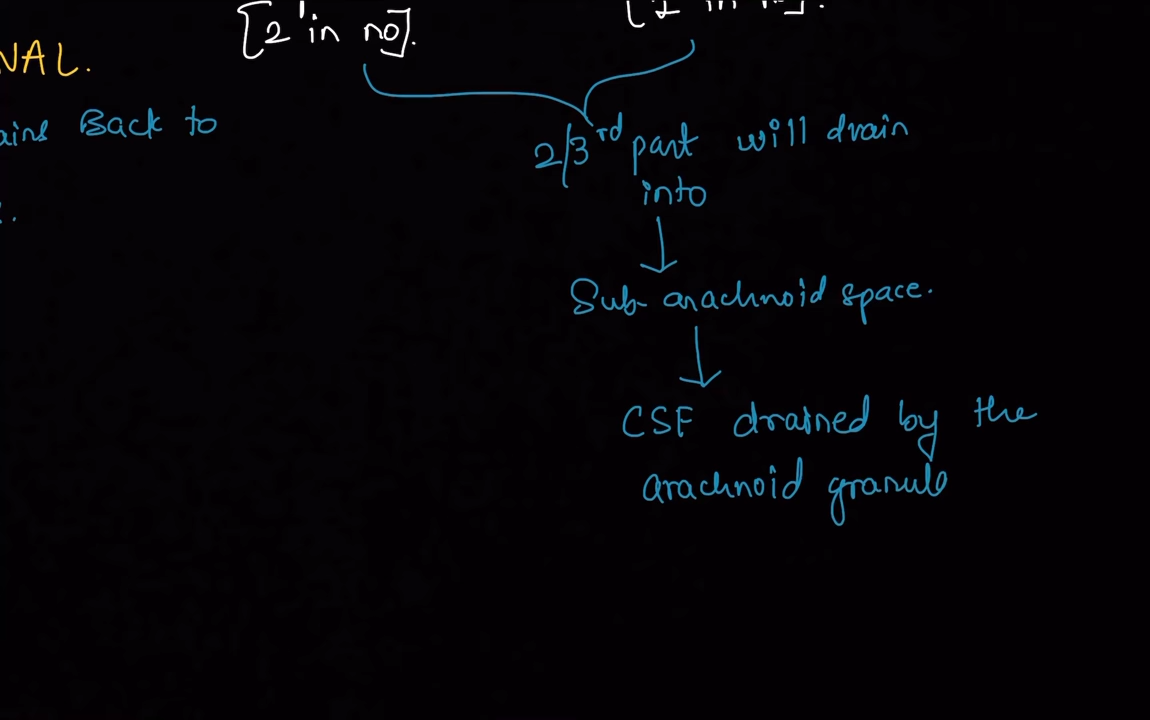 [2 in no].
NAL.
Back to
2/3rd part will drain
into
Sub-arachnoid space.
CSF drained by the
arachnoid granule